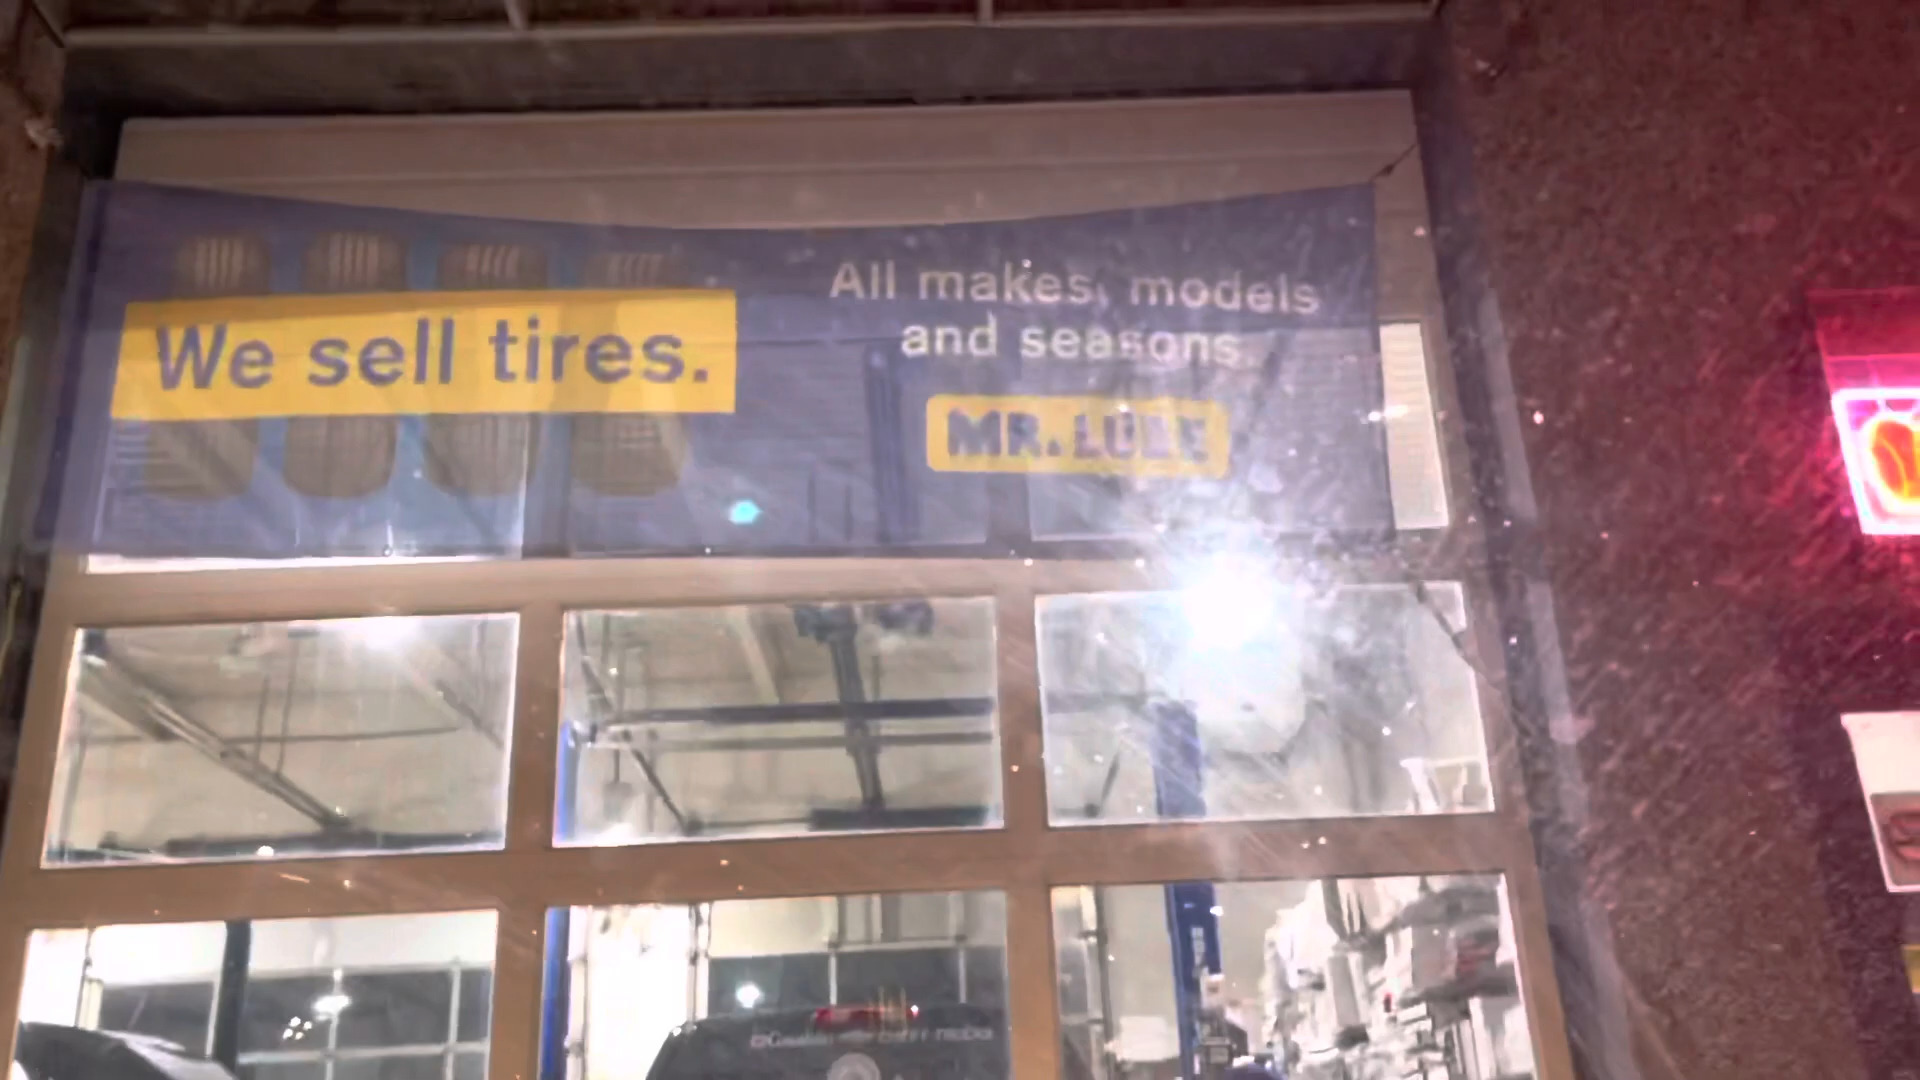 We sell tires.
All makes, models
and seasons.
MR. LUBE